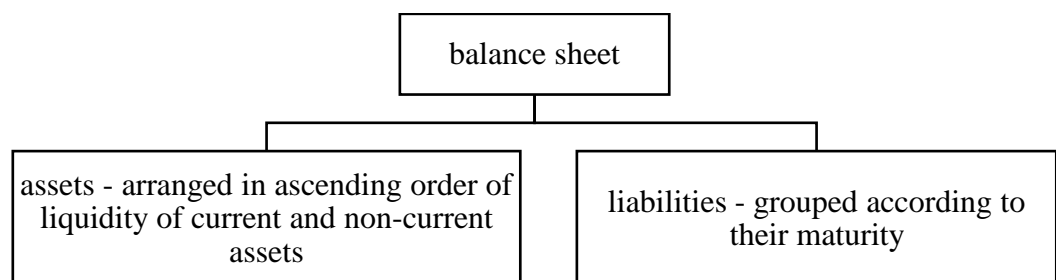 balance sheet
assets - arranged in ascending order of
liquidity of current and non-current
assets
liabilities - grouped according to
their maturity